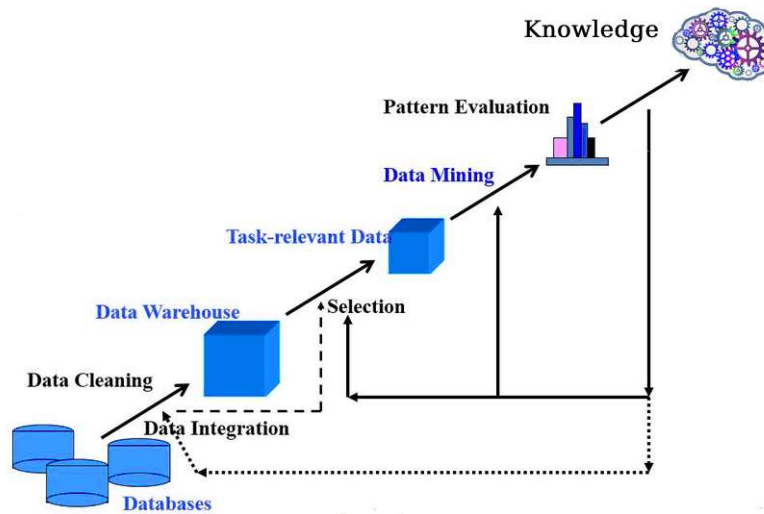 Knowledge
Pattern Evaluation
Data Mining
Task-relevant Data
Data Warehouse
Selection
Data Cleaning
Data Integration
Databases